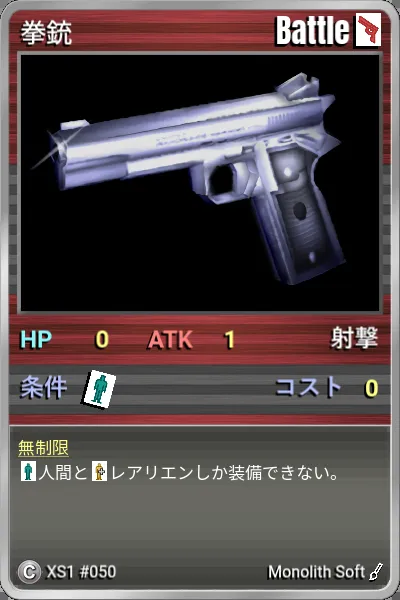 拳銃 Battle
HP 0 ATK 1 射撃
条件 コスト 0
無制限
人間とレアリエンしか装備できない。
C XS1 #050 Monolith Soft